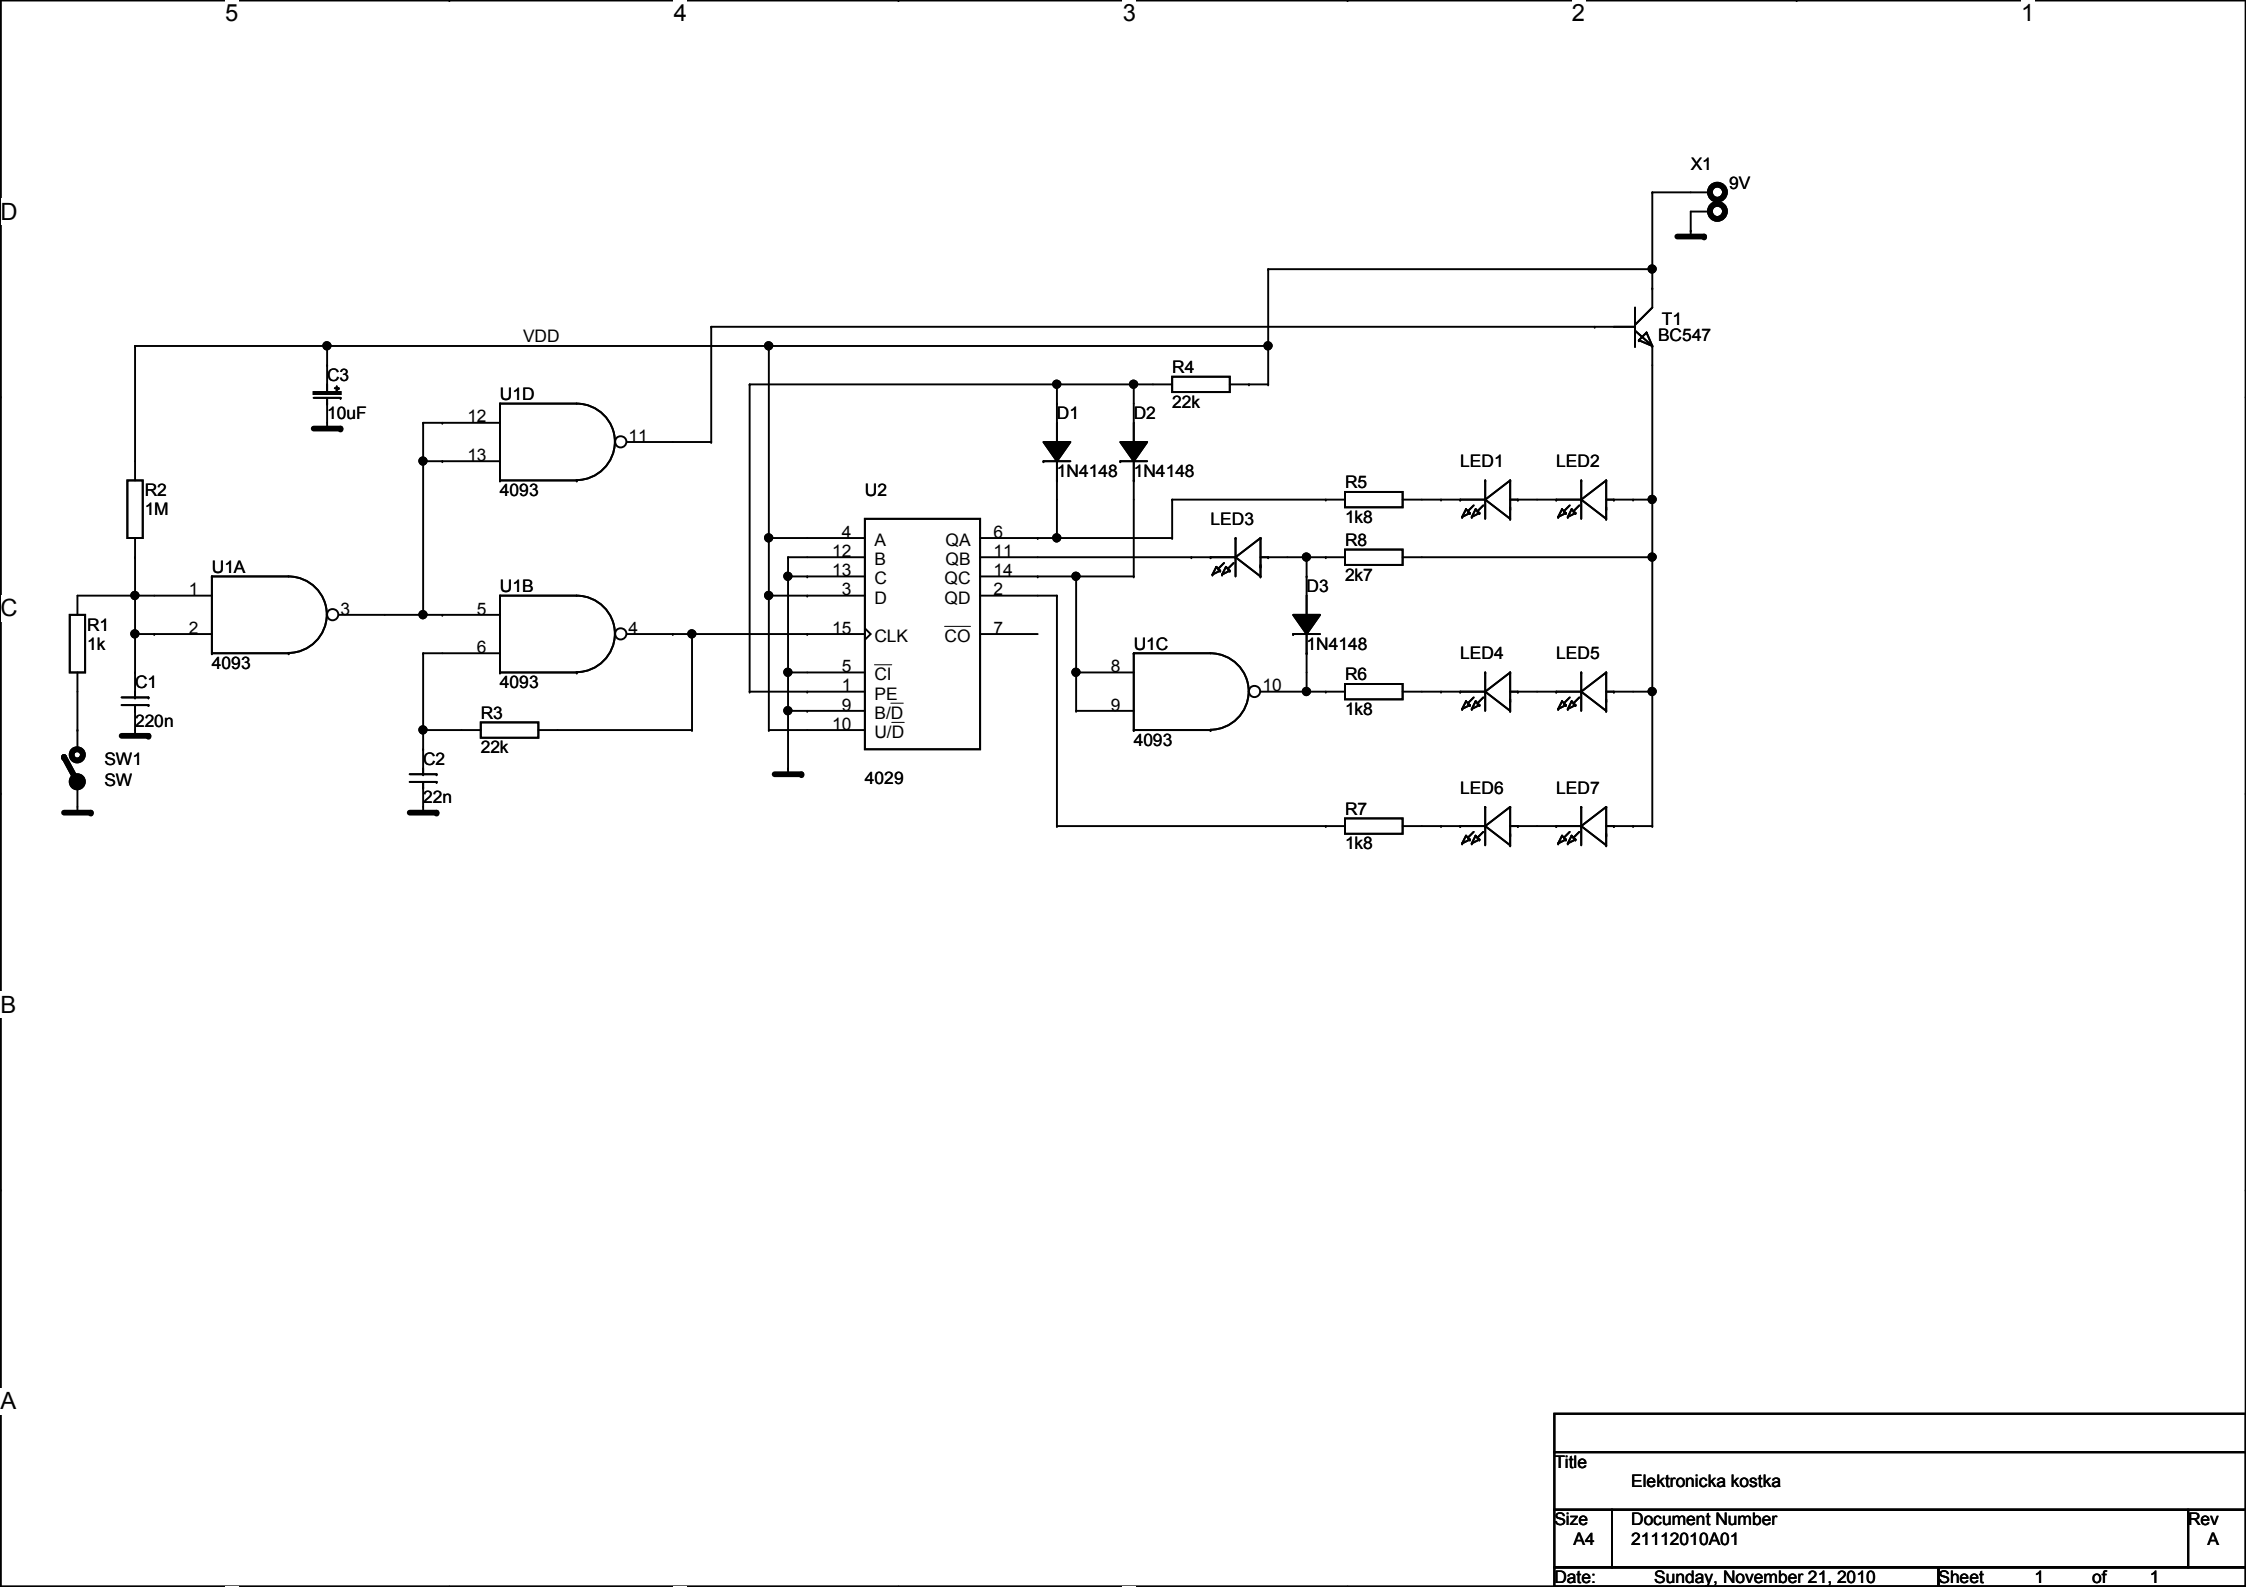 5 4 3 2 1
D
C
B
A
X1
9V
T1
BC547
VDD
C3
10uF
R4
22k
U1D
12
13
11
4093
D1
1N4148
D2
1N4148
R2
1M
U1A
1
2
3
4093
R1
1k
C1
220n
SW1
SW
U1B
5
6
4
4093
R3
22k
C2
22n
U2
4 A QA 6
12 B QB 11
13 C QC 14
3 D QD 2
15 CLK CO 7
5 CI
1 PE
9 B/D
10 U/D
4029
LED3
R5
1k8
LED1
LED2
R8
2k7
D3
1N4148
U1C
8
9
10
4093
R6
1k8
LED4
LED5
R7
1k8
LED6
LED7
Title
Elektronicka kostka
Size
A4
Document Number
21112010A01
Rev
A
Date: Sunday, November 21, 2010 Sheet 1 of 1